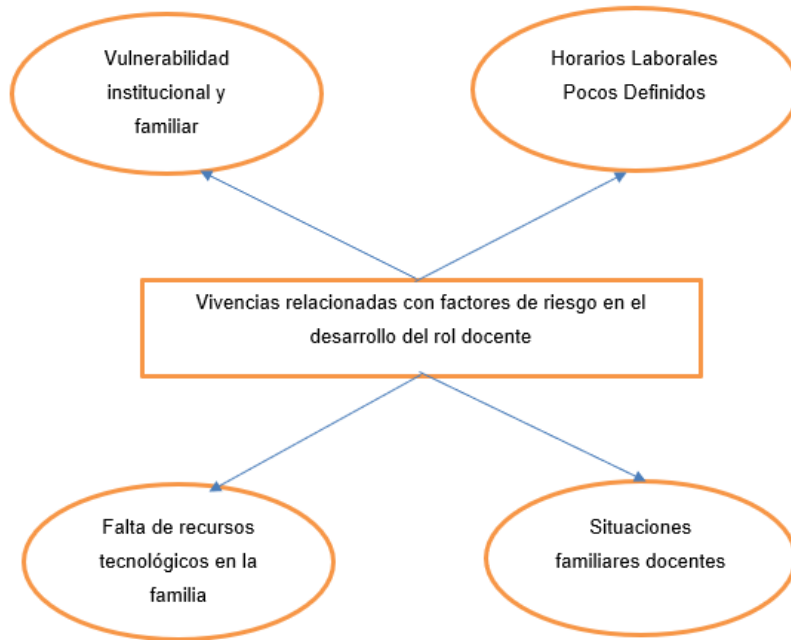 Vulnerabilidad
institucional y
familiar
Horarios Laborales
Pocos Definidos
Vivencias relacionadas con factores de riesgo en el
desarrollo del rol docente
Falta de recursos
tecnológicos en la
familia
Situaciones
familiares docentes